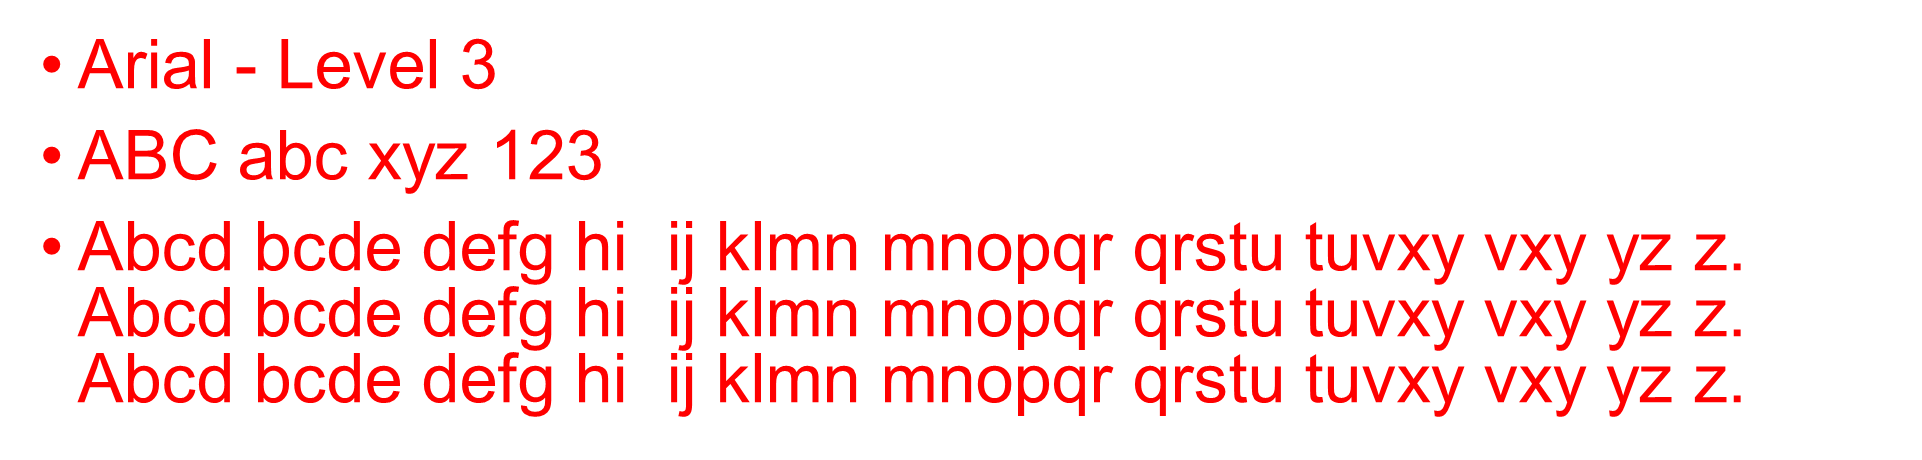 • Arial - Level 3
• ABC abc xyz 123
• Abcd bcde defg hi  ij klmn mnopqr qrstu tuvxy vxy yz z.
Abcd bcde defg hi  ij klmn mnopqr qrstu tuvxy vxy yz z.
Abcd bcde defg hi  ij klmn mnopqr qrstu tuvxy vxy yz z.